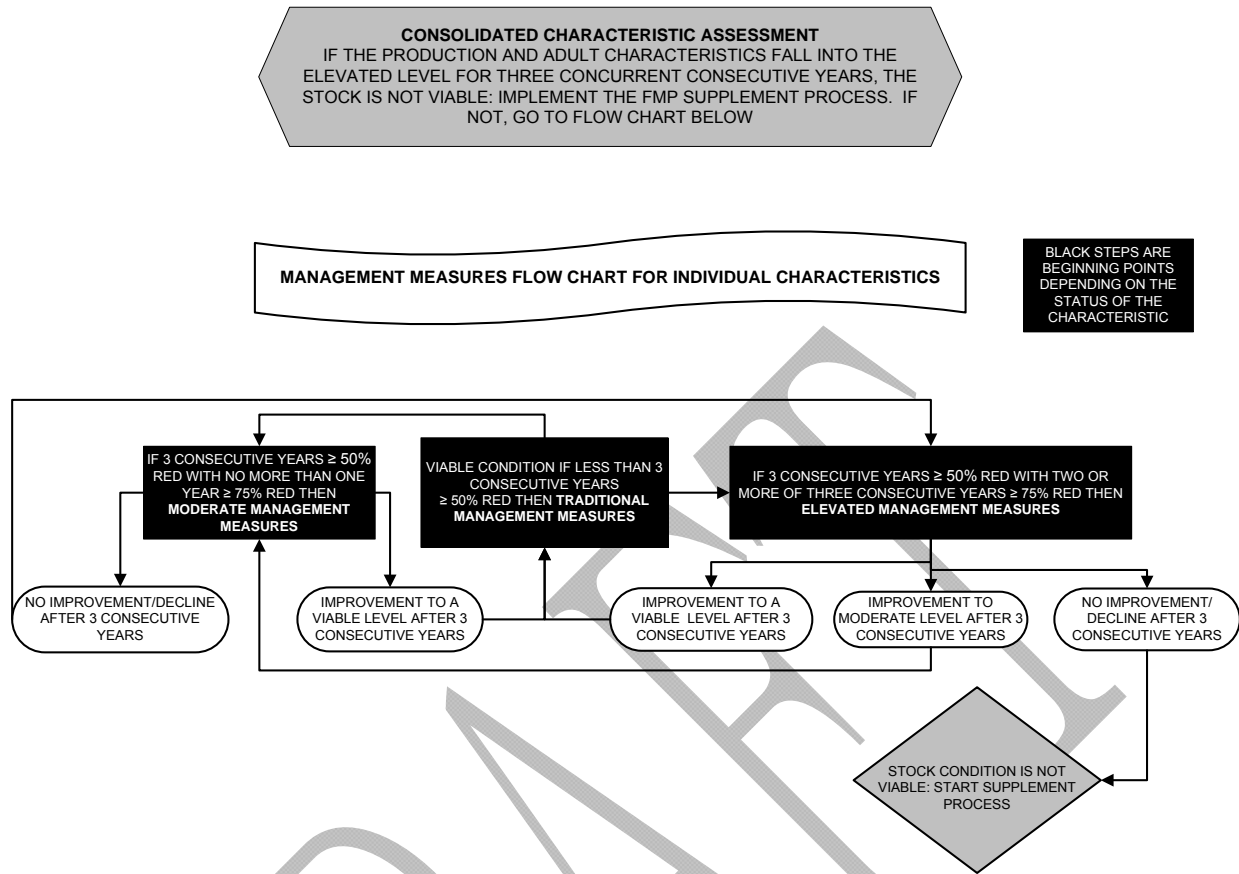 CONSOLIDATED CHARACTERISTIC ASSESSMENT
IF THE PRODUCTION AND ADULT CHARACTERISTICS FALL INTO THE
ELEVATED LEVEL FOR THREE CONCURRENT CONSECUTIVE YEARS, THE
STOCK IS NOT VIABLE: IMPLEMENT THE FMP SUPPLEMENT PROCESS. IF
NOT, GO TO FLOW CHART BELOW
MANAGEMENT MEASURES FLOW CHART FOR INDIVIDUAL CHARACTERISTICS
BLACK STEPS ARE
BEGINNING POINTS
DEPENDING ON THE
STATUS OF THE
CHARACTERISTIC
IF 3 CONSECUTIVE YEARS ≥ 50%
RED WITH NO MORE THAN ONE
YEAR ≥ 75% RED THEN
MODERATE MANAGEMENT
MEASURES
VIABLE CONDITION IF LESS THAN 3
CONSECUTIVE YEARS
≥ 50% RED THEN TRADITIONAL
MANAGEMENT MEASURES
IF 3 CONSECUTIVE YEARS ≥ 50% RED WITH TWO OR
MORE OF THREE CONSECUTIVE YEARS ≥ 75% RED THEN
ELEVATED MANAGEMENT MEASURES
NO IMPROVEMENT/DECLINE
AFTER 3 CONSECUTIVE
YEARS
IMPROVEMENT TO A
VIABLE LEVEL AFTER 3
CONSECUTIVE YEARS
IMPROVEMENT TO A
VIABLE LEVEL AFTER 3
CONSECUTIVE YEARS
IMPROVEMENT TO
MODERATE LEVEL AFTER 3
CONSECUTIVE YEARS
NO IMPROVEMENT/
DECLINE AFTER 3
CONSECUTIVE YEARS
STOCK CONDITION IS NOT
VIABLE: START SUPPLEMENT
PROCESS
DRAFT